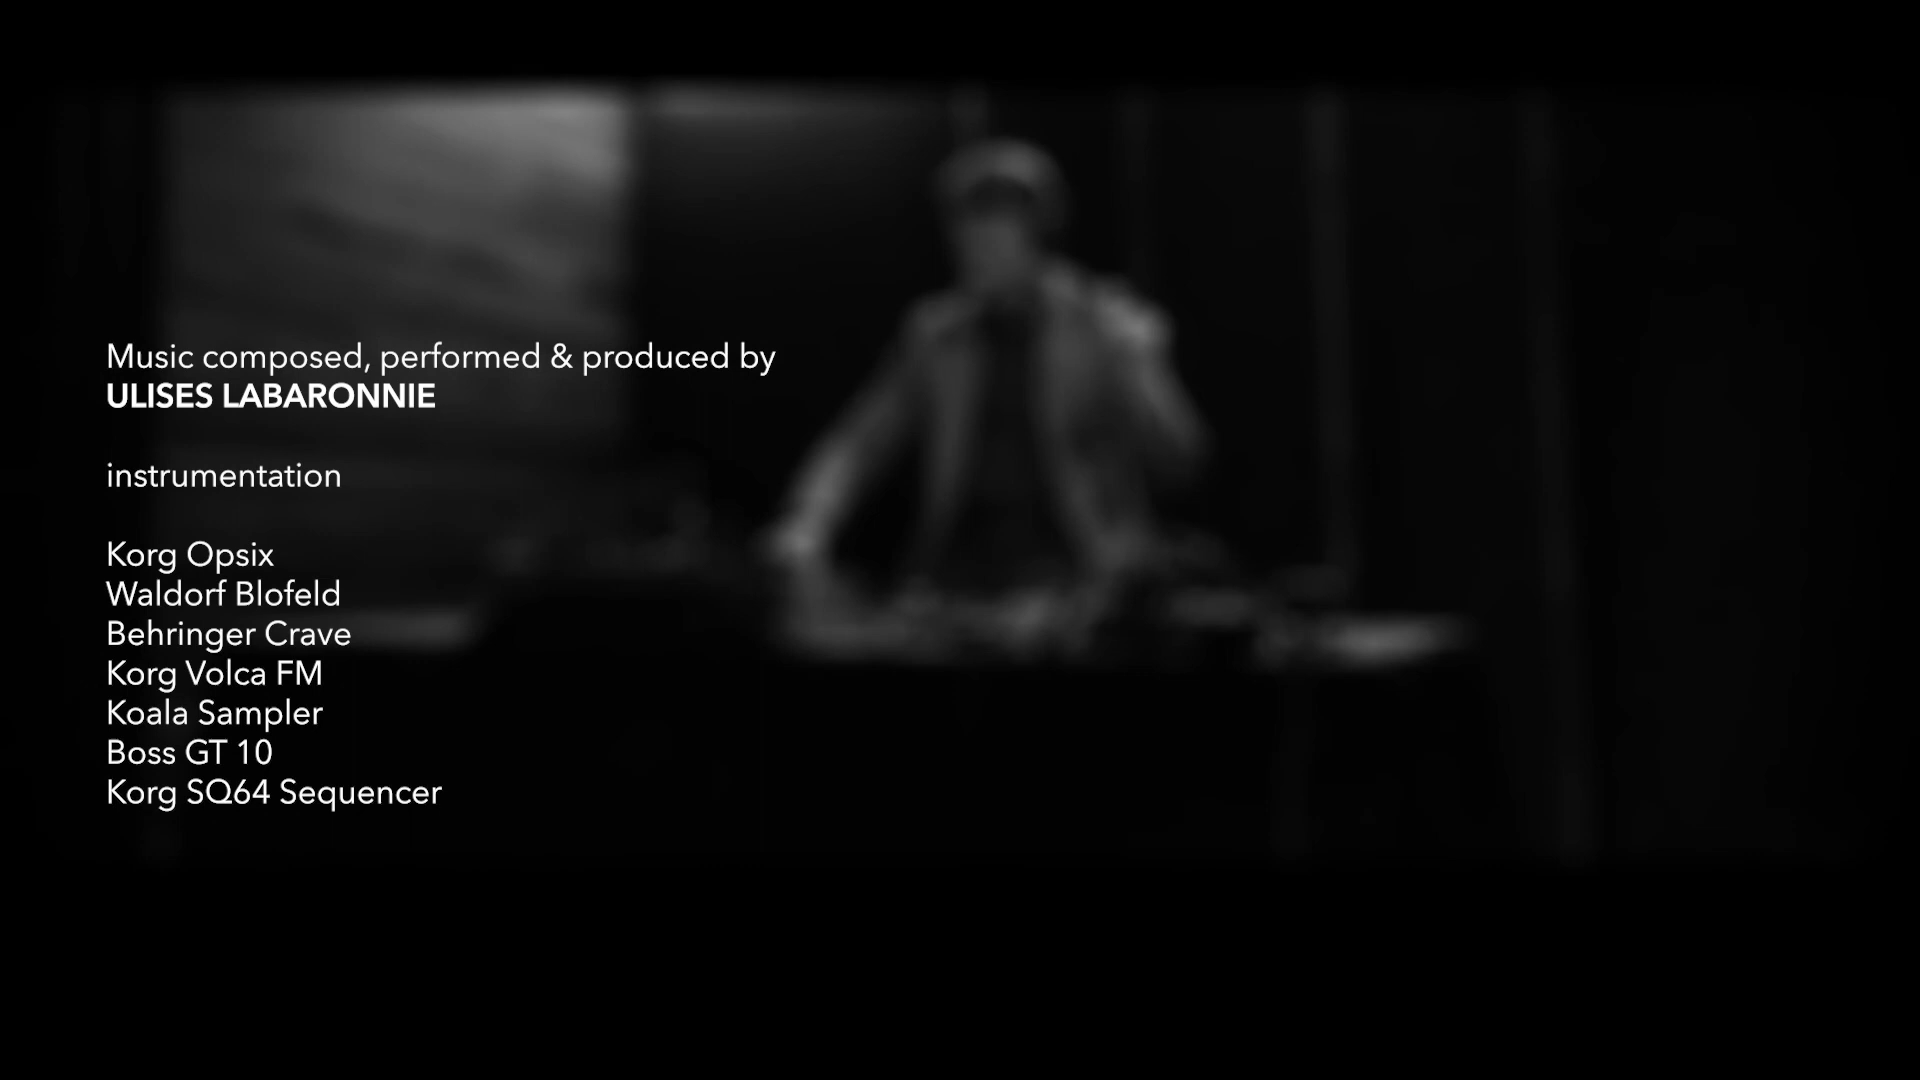 Music composed, performed & produced by
ULISES LABARONNIE
instrumentation
Korg Opsix
Waldorf Blofeld
Behringer Crave
Korg Volca FM
Koala Sampler
Boss GT 10
Korg SQ64 Sequencer